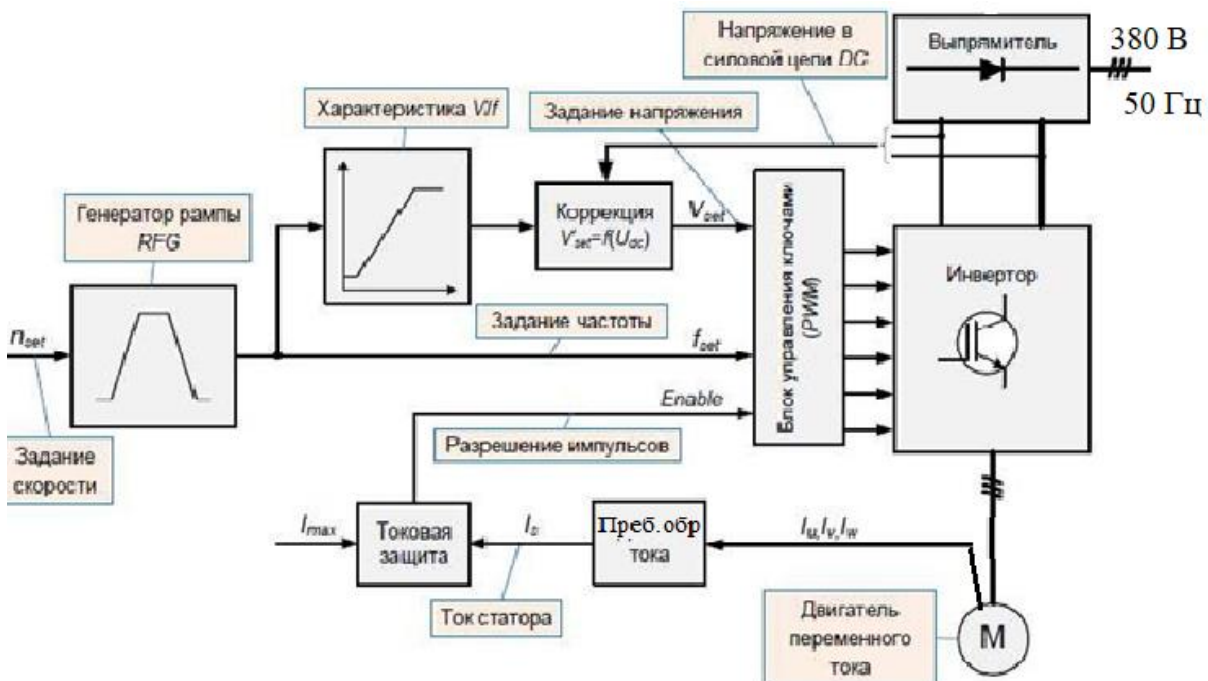 Напряжение в
силовой цепи DC
Выпрямитель
380 В
50 Гц
Характеристика V/f
Задание напряжения
Генератор рампы
RFG
Коррекция
V'set=f(Udc)
V'set
Блок управления ключами
(PWM)
Инвертор
nset
Задание частоты
fset
Enable
Разрешение импульсов
Задание
скорости
Imax
Токовая
защита
Is
Преб. обр
тока
Iu,Iv,Iw
Ток статора
Двигатель
переменного
тока
М